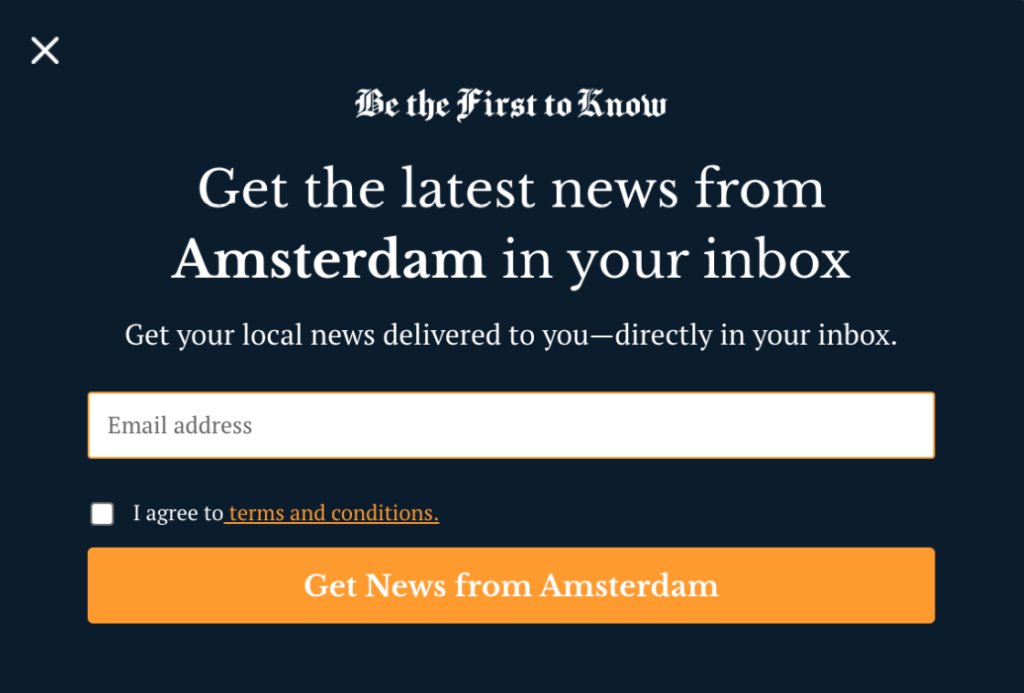 Be the First to Know
Get the latest news from
Amsterdam in your inbox
Get your local news delivered to you—directly in your inbox.
Email address
I agree to terms and conditions.
Get News from Amsterdam